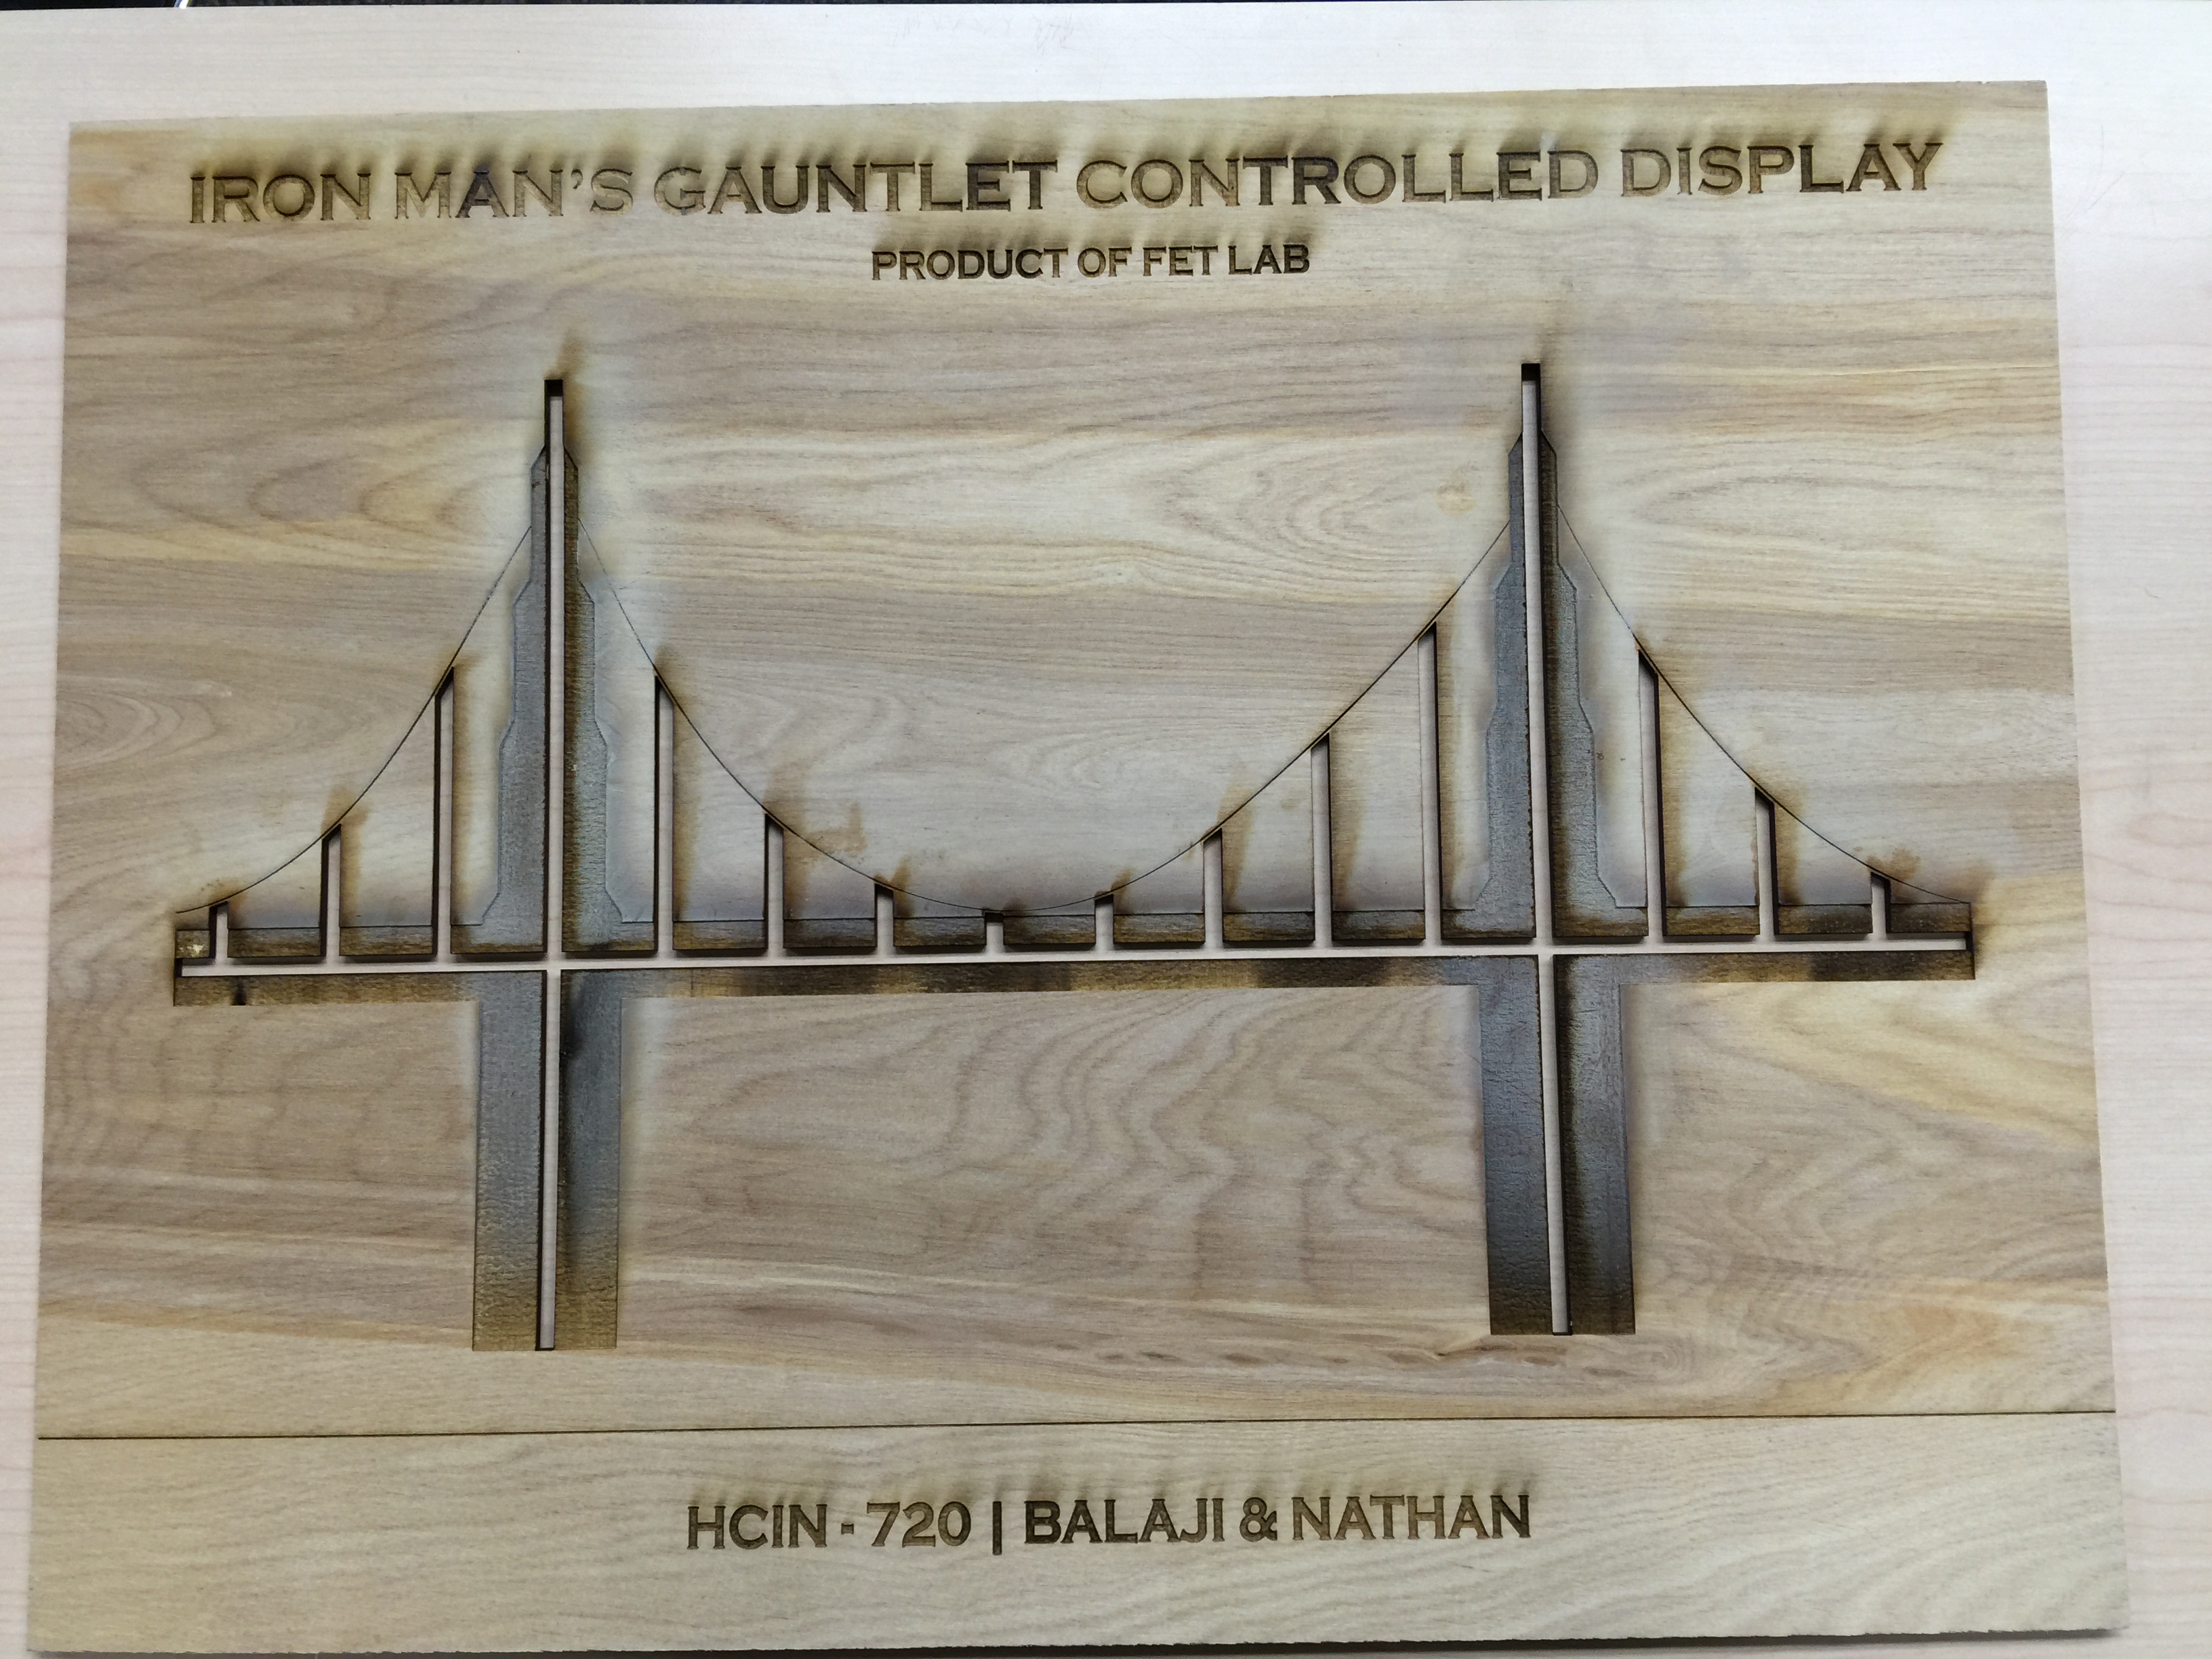 IRON MAN'S GAUNTLET CONTROLLED DISPLAY
PRODUCT OF FET LAB
HCIN - 720 | BALAJI & NATHAN